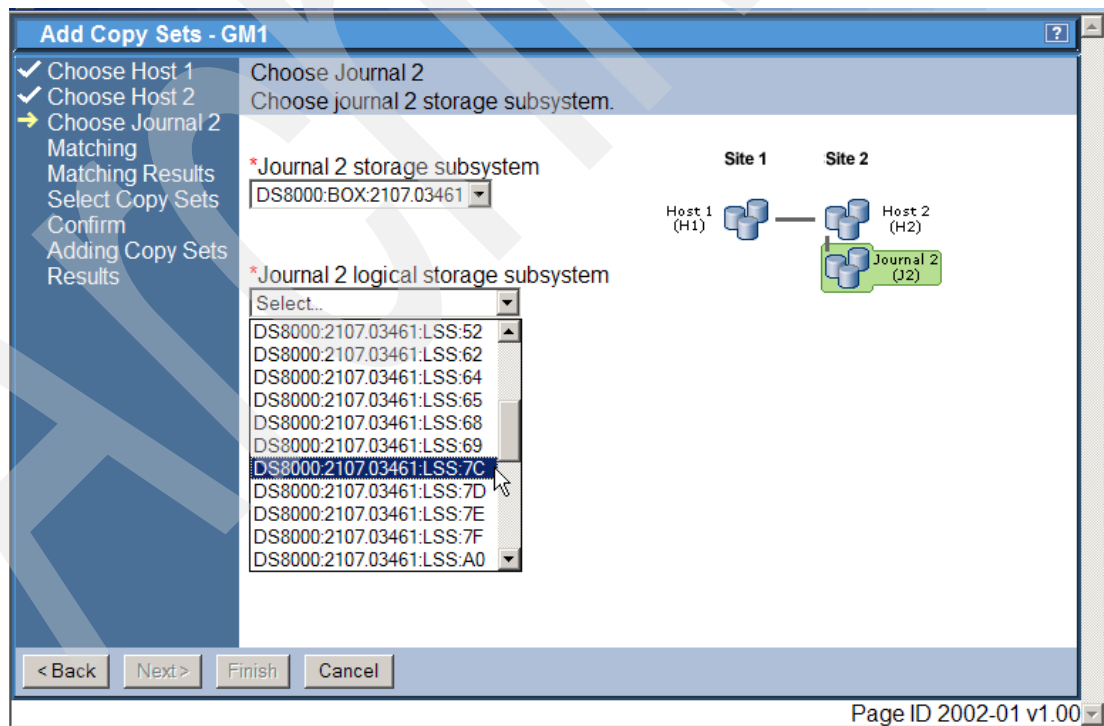 Add Copy Sets - GM1
?
Choose Host 1
Choose Host 2
Choose Journal 2
Matching
Matching Results
Select Copy Sets
Confirm
Adding Copy Sets
Results
Choose Journal 2
Choose journal 2 storage subsystem.
*Journal 2 storage subsystem
DS8000:BOX:2107.03461
*Journal 2 logical storage subsystem
Select...
DS8000:2107.03461:LSS:52
DS8000:2107.03461:LSS:62
DS8000:2107.03461:LSS:64
DS8000:2107.03461:LSS:65
DS8000:2107.03461:LSS:68
DS8000:2107.03461:LSS:69
DS8000:2107.03461:LSS:7C
DS8000:2107.03461:LSS:7D
DS8000:2107.03461:LSS:7E
DS8000:2107.03461:LSS:7F
DS8000:2107.03461:LSS:A0
Site 1 Site 2
Host 1
(H1)
Host 2
(H2)
Journal 2
(J2)
< Back Next > Finish Cancel
Page ID 2002-01 v1.00